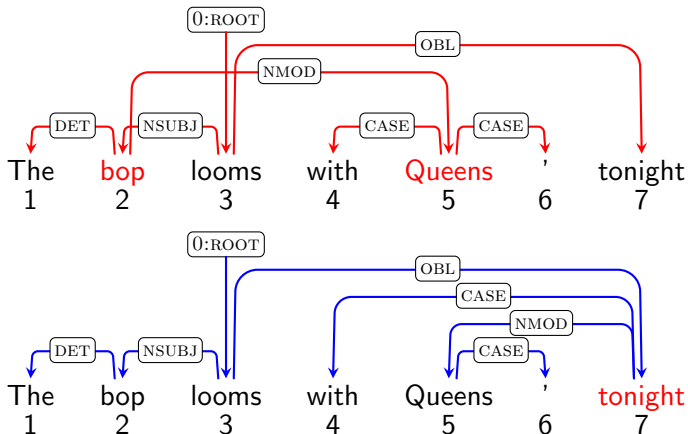 0:ROOT
OBL
NMOD
DET NSUBJ CASE CASE
The bop looms with Queens ' tonight
1 2 3 4 5 6 7
0:ROOT
OBL
CASE
NMOD
DET NSUBJ CASE
The bop looms with Queens ' tonight
1 2 3 4 5 6 7